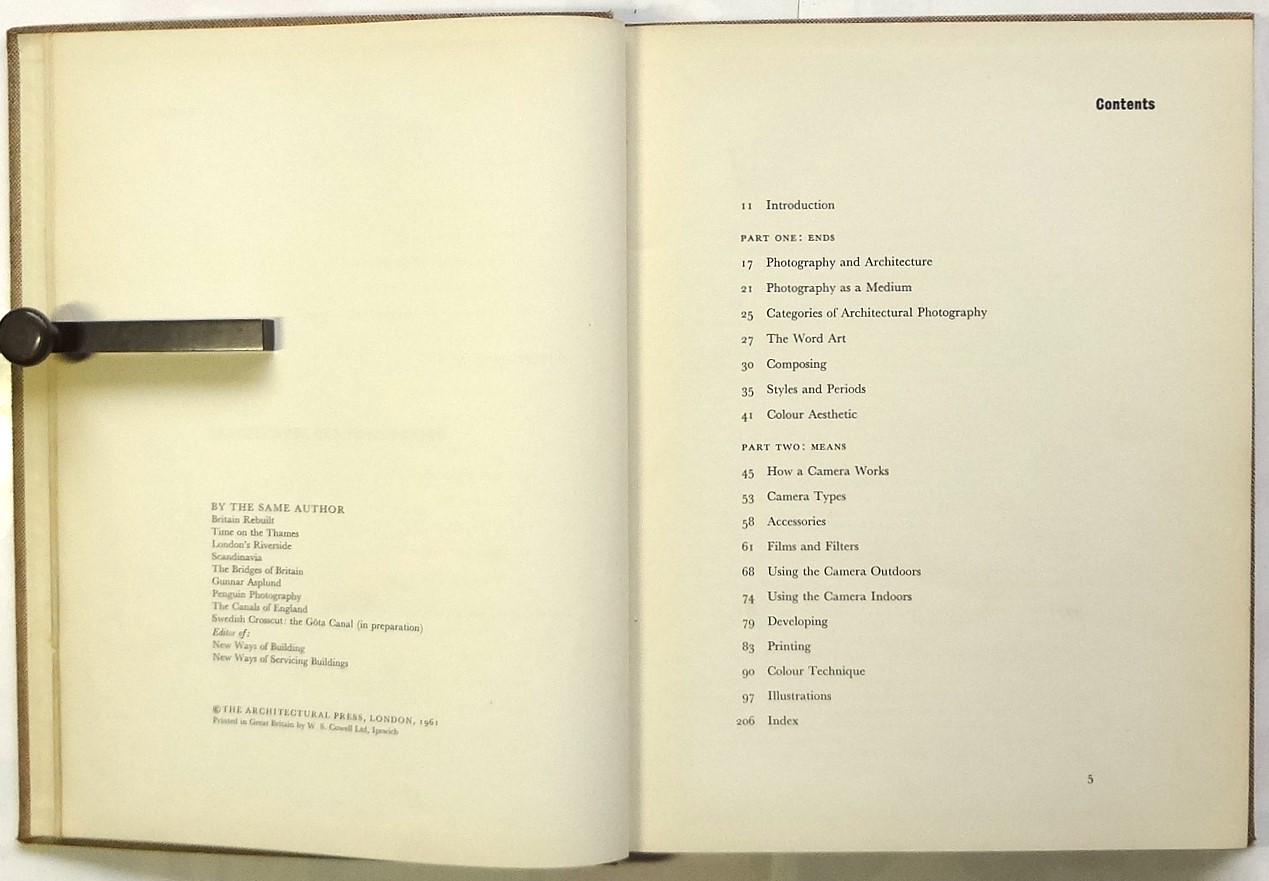 BY THE SAME AUTHOR
Britain Rebuilt
Time on the Thames
London's Riverside
Scandinavia
The Bridges of Britain
Gunnar Asplund
Penguin Photography
The Canals of England
Swedish Crosscut: the Göta Canal (in preparation)
Editor of:
New Ways of Building
New Ways of Servicing Buildings
© THE ARCHITECTURAL PRESS, LONDON, 1961
Printed in Great Britain by W. S. Cowell Ltd, Ipswich
Contents
11 Introduction
PART ONE: ENDS
17 Photography and Architecture
21 Photography as a Medium
25 Categories of Architectural Photography
27 The Word Art
30 Composing
35 Styles and Periods
41 Colour Aesthetic
PART TWO: MEANS
45 How a Camera Works
53 Camera Types
58 Accessories
61 Films and Filters
68 Using the Camera Outdoors
74 Using the Camera Indoors
79 Developing
83 Printing
90 Colour Technique
97 Illustrations
206 Index
5